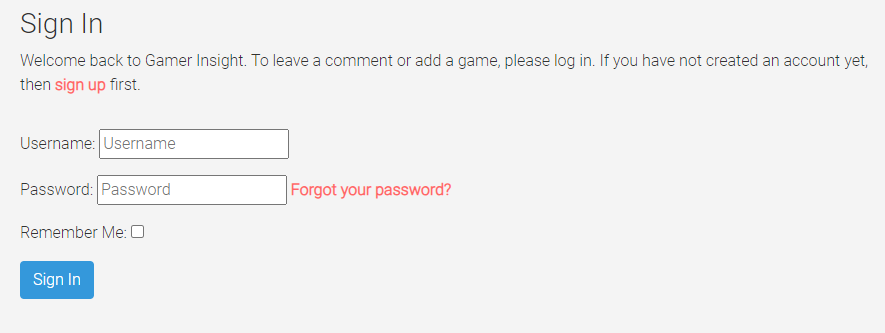 Sign In
Welcome back to Gamer Insight. To leave a comment or add a game, please log in. If you have not created an account yet,
then sign up first.
Username: Username
Password: Password Forgot your password?
Remember Me:
Sign In